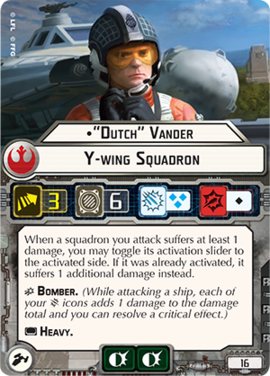 © LFL © FFG
•"Dutch" Vander
Y-wing Squadron
3
6
When a squadron you attack suffers at least 1
damage, you may toggle its activation slider to
the activated side. If it was already activated, it
suffers 1 additional damage instead.
Bomber. (While attacking a ship, each of
your icons adds 1 damage to the damage
total and you can resolve a critical effect.)
Heavy.
16